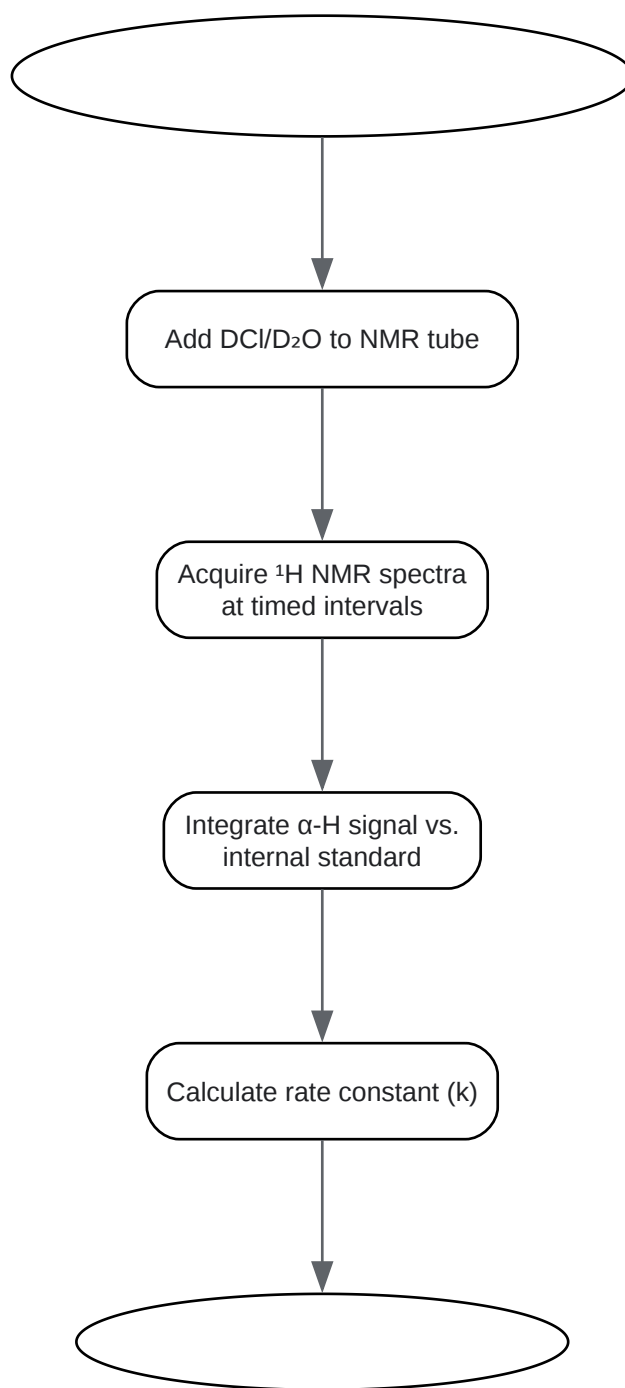 Add DCl/D₂O to NMR tube
Acquire ¹H NMR spectra
at timed intervals
Integrate α-H signal vs.
internal standard
Calculate rate constant (k)